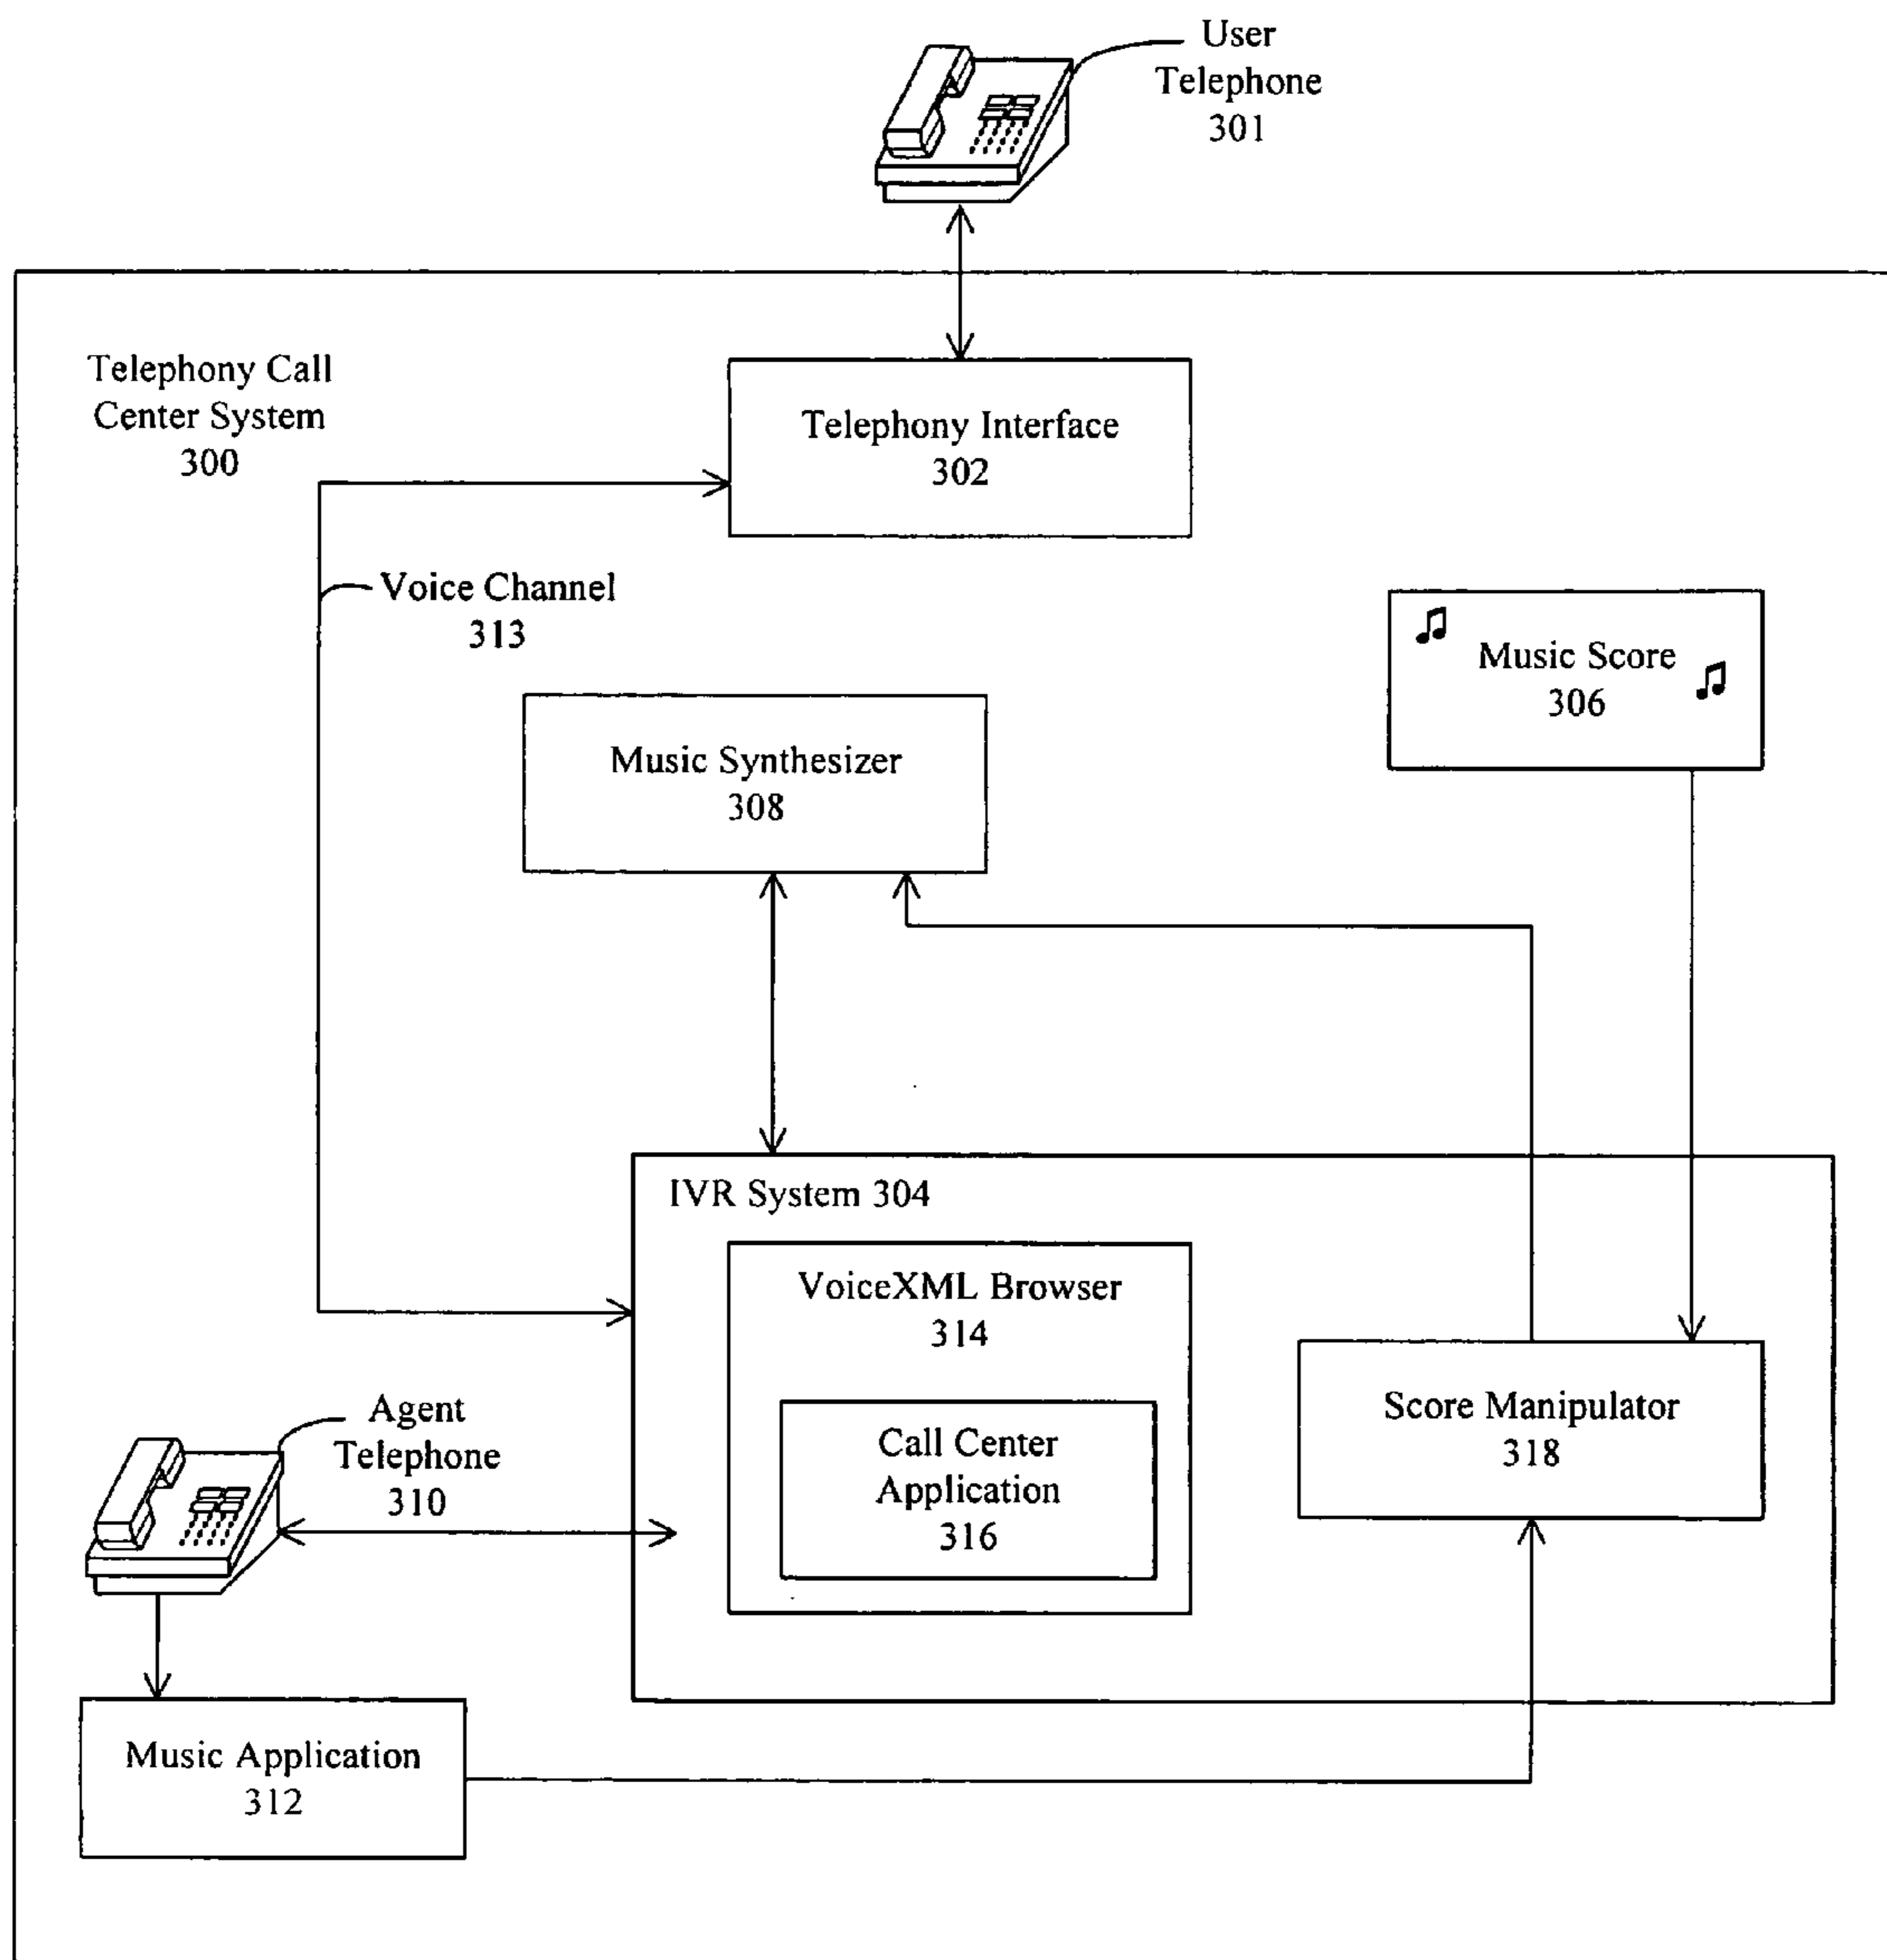 User
Telephone
301
Telephony Call
Center System
300
Telephony Interface
302
Voice Channel
313
Music Score
306
Music Synthesizer
308
IVR System 304
VoiceXML Browser
314
Call Center
Application
316
Score Manipulator
318
Agent
Telephone
310
Music Application
312